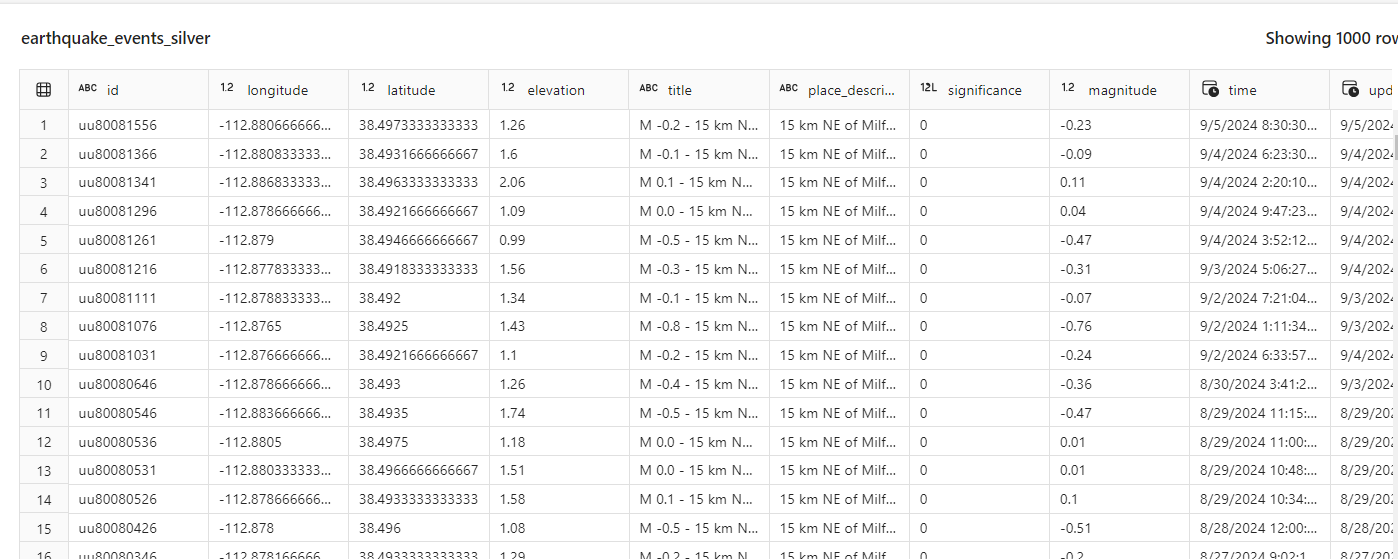 earthquake_events_silver
Showing 1000 row
ABC id 1.2 longitude 1.2 latitude 1.2 elevation ABC title ABC place_descri... 12L significance 1.2 magnitude time upd
1 uu80081556 -112.880666666... 38.4973333333333 1.26 M -0.2 - 15 km N... 15 km NE of Milf... 0 -0.23 9/5/2024 8:30:30... 9/5/2024
2 uu80081366 -112.880833333... 38.4931666666667 1.6 M -0.1 - 15 km N... 15 km NE of Milf... 0 -0.09 9/4/2024 6:23:30... 9/4/2024
3 uu80081341 -112.886833333... 38.4963333333333 2.06 M 0.1 - 15 km N... 15 km NE of Milf... 0 0.11 9/4/2024 2:20:10... 9/4/2024
4 uu80081296 -112.878666666... 38.4921666666667 1.09 M 0.0 - 15 km N... 15 km NE of Milf... 0 0.04 9/4/2024 9:47:23... 9/4/2024
5 uu80081261 -112.879 38.4946666666667 0.99 M -0.5 - 15 km N... 15 km NE of Milf... 0 -0.47 9/4/2024 3:52:12... 9/4/2024
6 uu80081216 -112.877833333... 38.4918333333333 1.56 M -0.3 - 15 km N... 15 km NE of Milf... 0 -0.31 9/3/2024 5:06:27... 9/4/2024
7 uu80081111 -112.878833333... 38.492 1.34 M -0.1 - 15 km N... 15 km NE of Milf... 0 -0.07 9/2/2024 7:21:04... 9/3/2024
8 uu80081076 -112.8765 38.4925 1.43 M -0.8 - 15 km N... 15 km NE of Milf... 0 -0.76 9/2/2024 1:11:34... 9/3/2024
9 uu80081031 -112.876666666... 38.4921666666667 1.1 M -0.2 - 15 km N... 15 km NE of Milf... 0 -0.24 9/2/2024 6:33:57... 9/4/2024
10 uu80080646 -112.878666666... 38.493 1.26 M -0.4 - 15 km N... 15 km NE of Milf... 0 -0.36 8/30/2024 3:41:2... 9/3/2024
11 uu80080546 -112.883666666... 38.4935 1.74 M -0.5 - 15 km N... 15 km NE of Milf... 0 -0.47 8/29/2024 11:15:... 8/29/202
12 uu80080536 -112.8805 38.4975 1.18 M 0.0 - 15 km N... 15 km NE of Milf... 0 0.01 8/29/2024 11:00:... 8/29/202
13 uu80080531 -112.880333333... 38.4966666666667 1.51 M 0.0 - 15 km N... 15 km NE of Milf... 0 0.01 8/29/2024 10:48:... 8/29/202
14 uu80080526 -112.878666666... 38.4933333333333 1.58 M 0.1 - 15 km N... 15 km NE of Milf... 0 0.1 8/29/2024 10:34:... 8/29/202
15 uu80080426 -112.878 38.496 1.08 M -0.5 - 15 km N... 15 km NE of Milf... 0 -0.51 8/28/2024 12:00:... 8/28/202
16 uu80080346 -112.878166666... 38.4933333333333 1.29 M -0.2 - 15 km N... 15 km NE of Milf... 0 -0.2 8/27/2024 9:02:1... 8/27/202